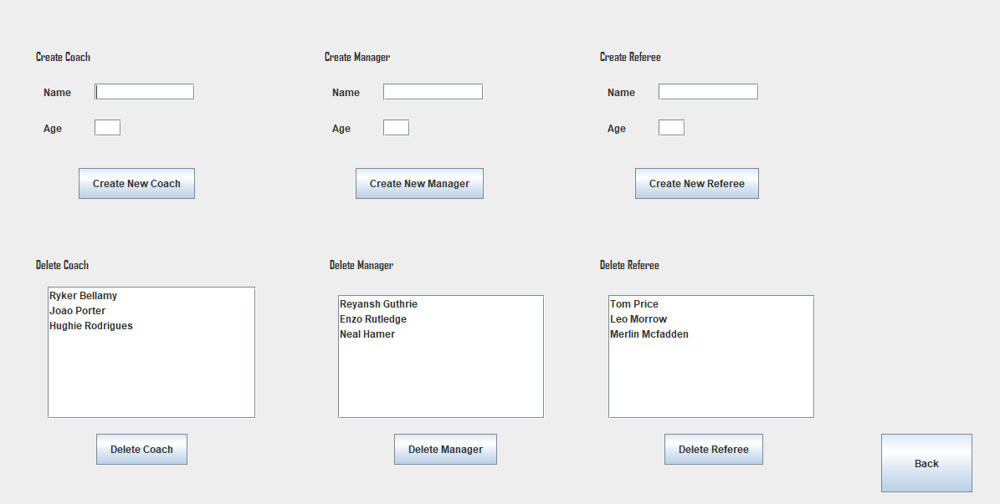 Create Coach
Create Manager
Create Referee
Name
Name
Name
Age
Age
Age
Create New Coach
Create New Manager
Create New Referee
Delete Coach
Delete Manager
Delete Referee
Ryker Bellamy
Joao Porter
Hughie Rodrigues
Reyansh Guthrie
Enzo Rutledge
Neal Hamer
Tom Price
Leo Morrow
Merlin Mcfadden
Delete Coach
Delete Manager
Delete Referee
Back